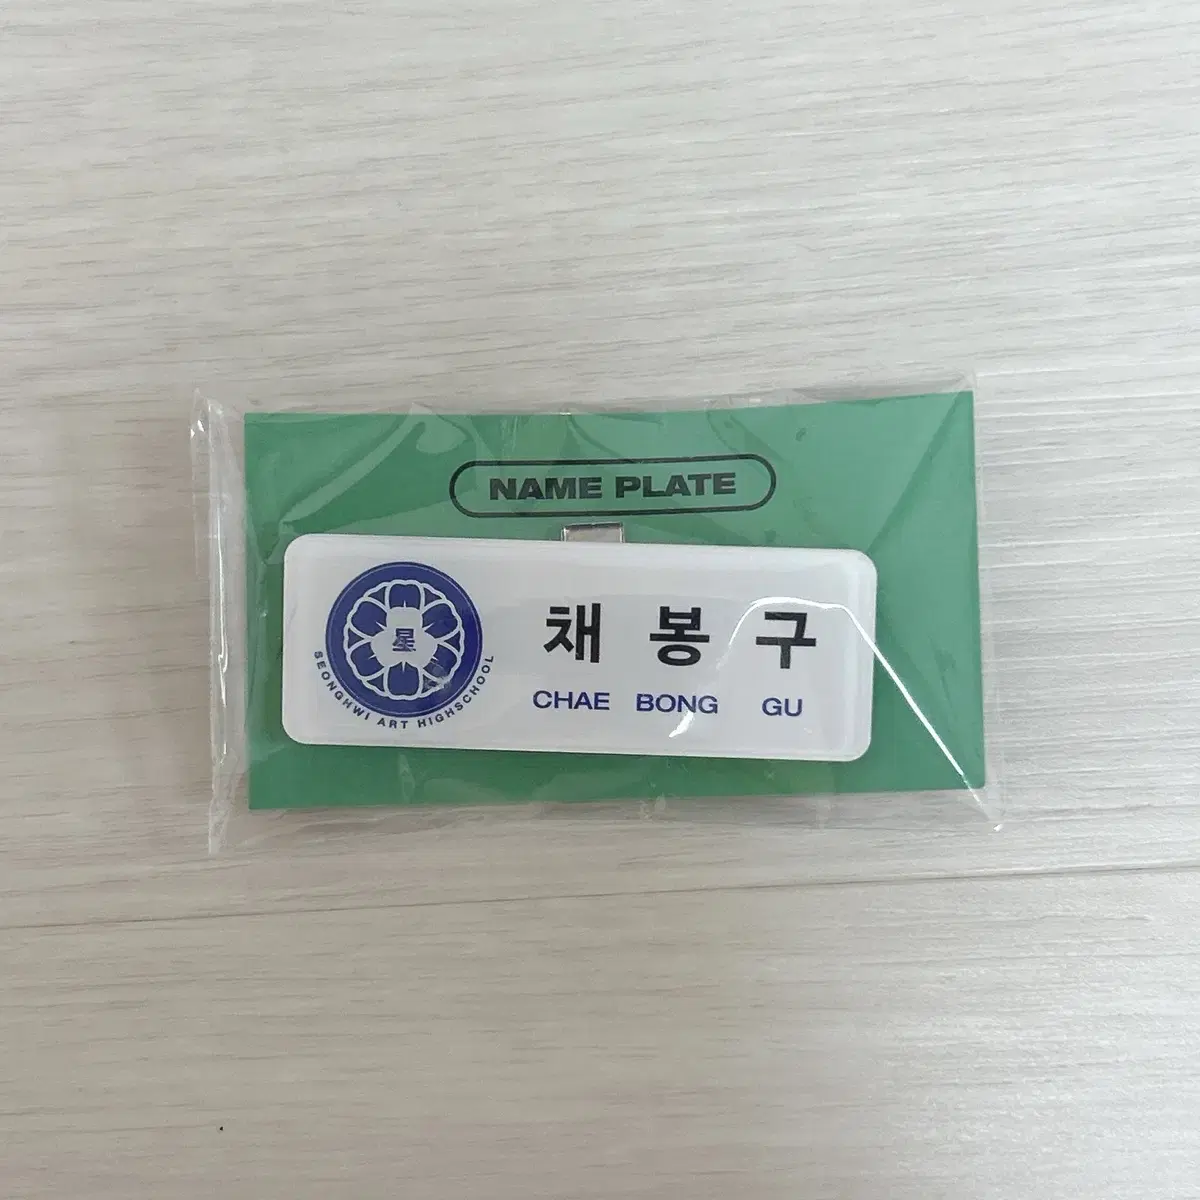 NAME PLATE
星
SEONGHWI ART HIGHSCHOOL
채 봉 구
CHAE BONG GU